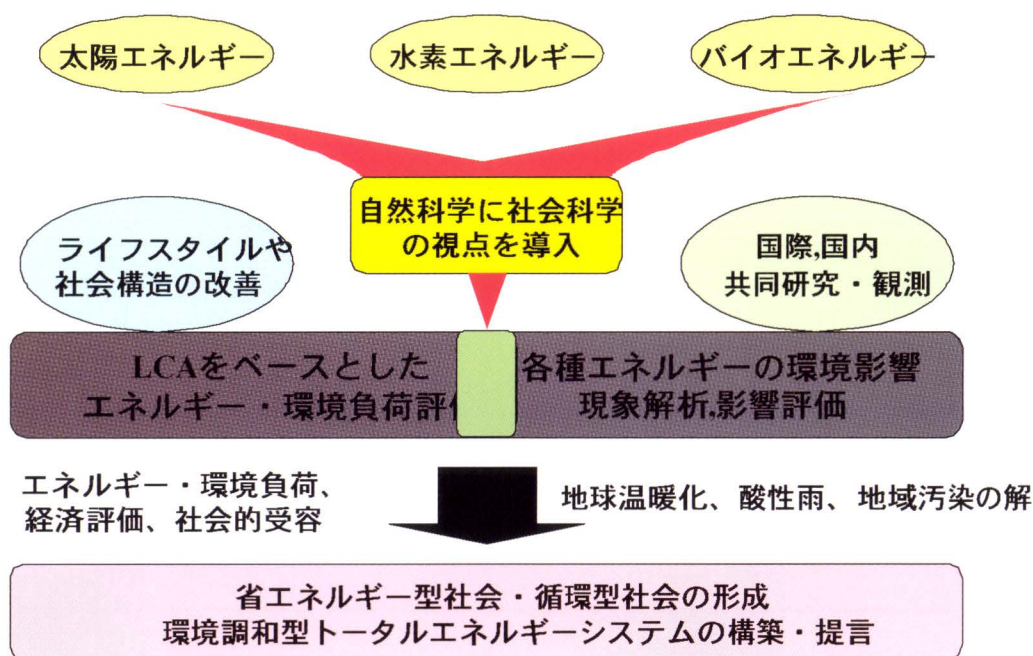 太陽エネルギー
水素エネルギー
バイオエネルギー
自然科学に社会科学
の視点を導入
ライフスタイルや
社会構造の改善
国際,国内
共同研究・観測
LCAをベースとした
エネルギー・環境負荷評
各種エネルギーの環境影響
現象解析,影響評価
エネルギー・環境負荷、
経済評価、社会的受容
地球温暖化、酸性雨、地域汚染の解
省エネルギー型社会・循環型社会の形成
環境調和型トータルエネルギーシステムの構築・提言